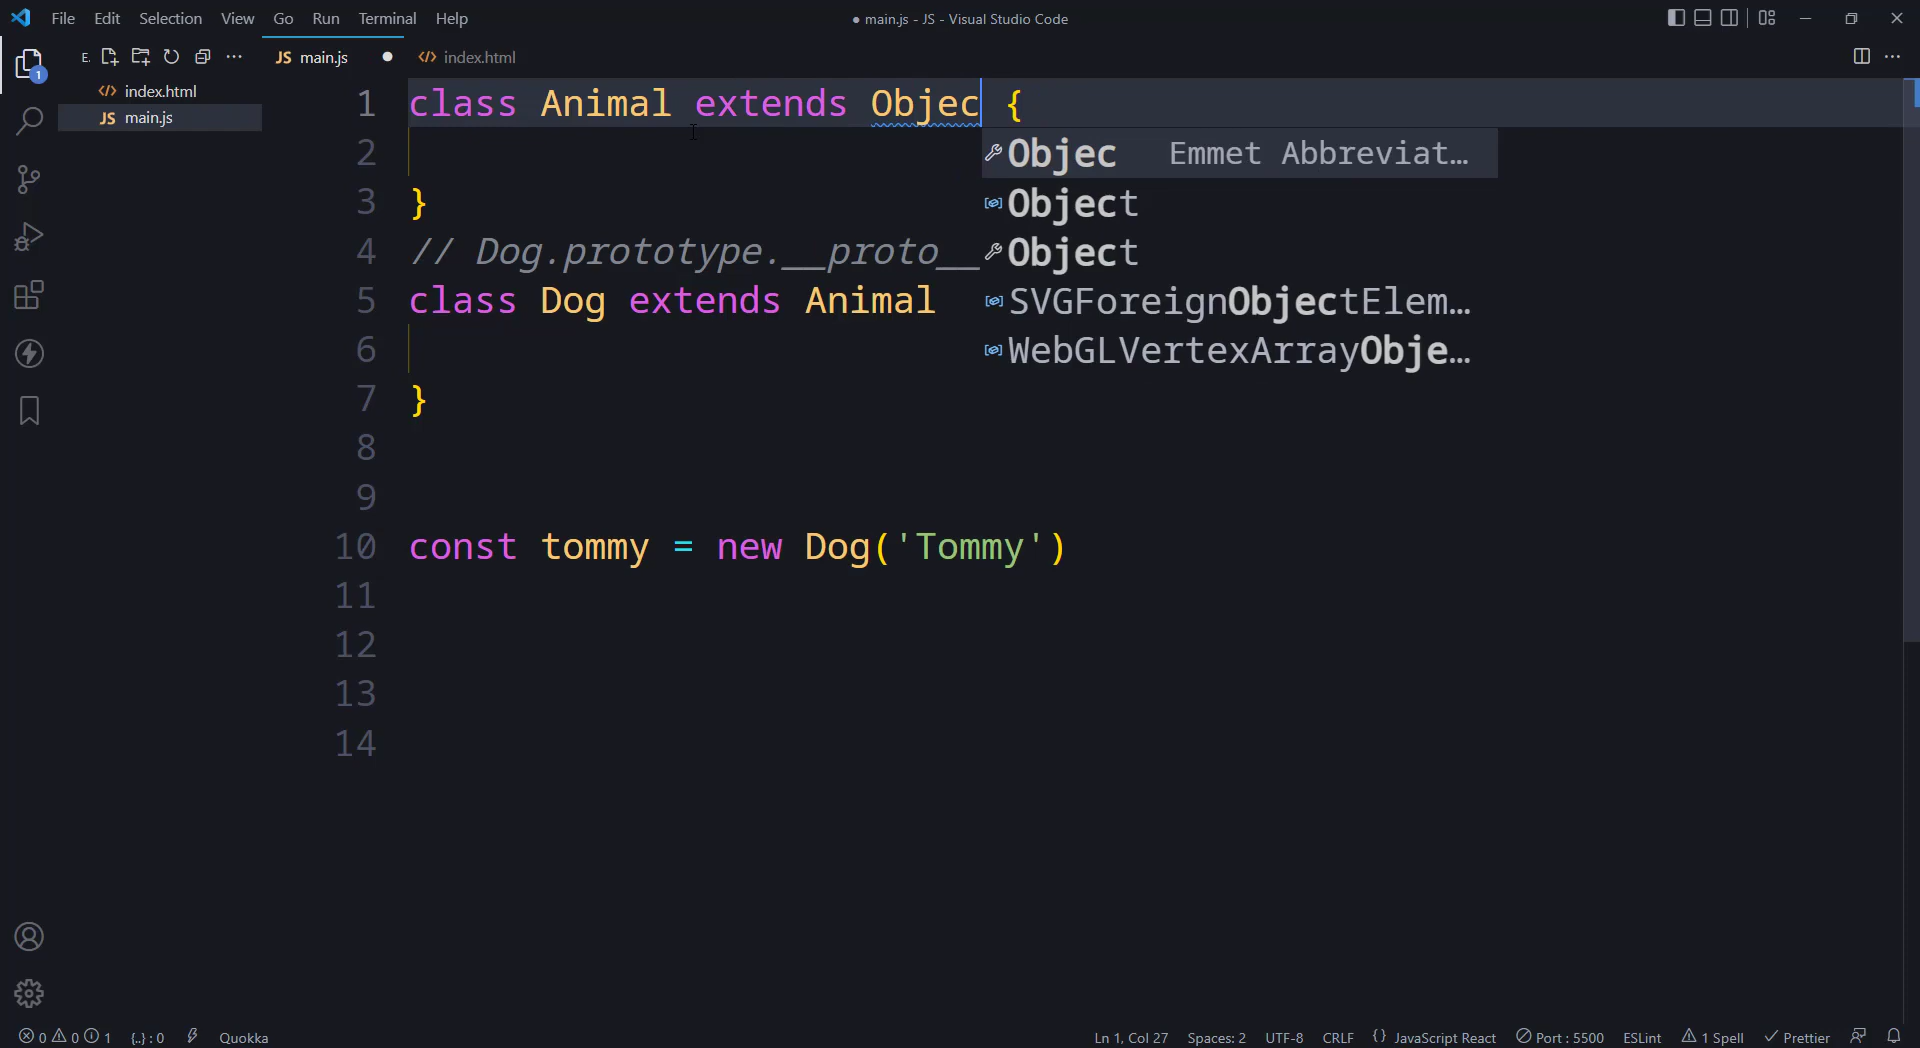 File Edit Selection View Go Run Terminal Help
● main.js - JS - Visual Studio Code
E.
JS main.js ●
</> index.html
1
</> index.html
JS main.js
1 class Animal extends Objec {
2
3 }
4 // Dog.prototype.__proto__
5 class Dog extends Animal
6
7 }
8
9
10 const tommy = new Dog('Tommy')
11
12
13
14
Objec Emmet Abbreviat…
Object
Object
SVGForeignObjectElem…
WebGLVertexArrayObje…
0 0 1 {..} : 0 Quokka
Ln 1, Col 27 Spaces: 2 UTF-8 CRLF {} JavaScript React Port : 5500 ESLint 1 Spell Prettier